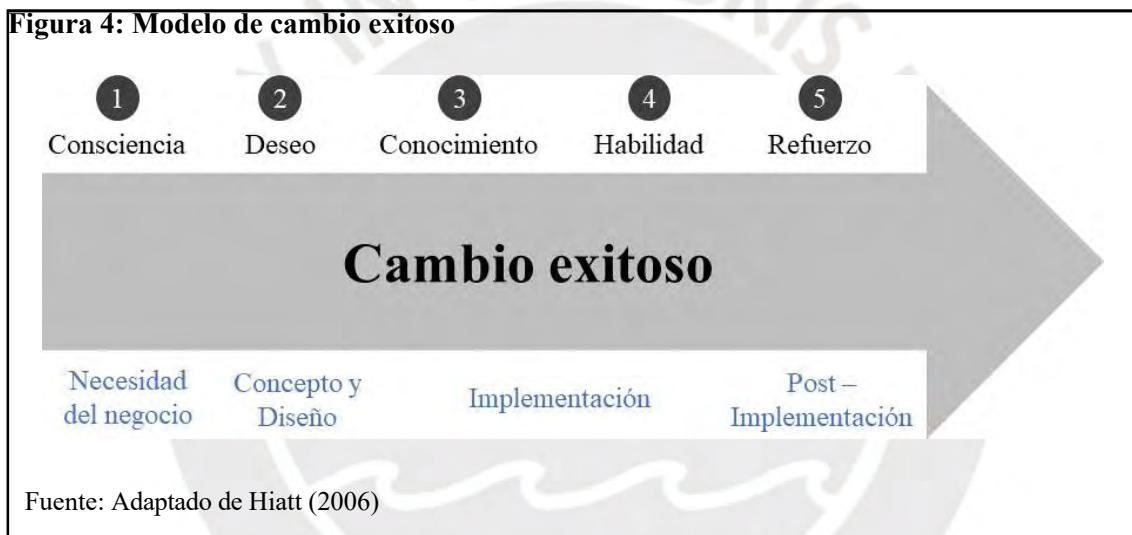 Figura 4: Modelo de cambio exitoso
1 2 3 4 5
Consciencia Deseo Conocimiento Habilidad Refuerzo
Cambio exitoso
Necesidad
del negocio
Concepto y
Diseño
Implementación
Post –
Implementación
Fuente: Adaptado de Hiatt (2006)